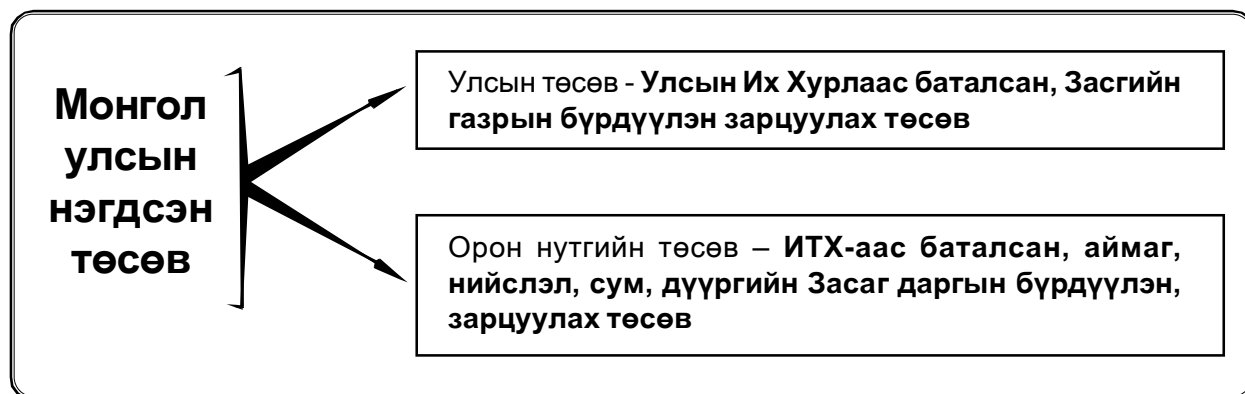 Монгол
улсын
нэгдсэн
төсөв
Улсын төсөв - Улсын Их Хурлаас баталсан, Засгийн
газрын бүрдүүлэн зарцуулах төсөв
Орон нутгийн төсөв – ИТХ-аас баталсан, аймаг,
нийслэл, сум, дүүргийн Засаг даргын бүрдүүлэн,
зарцуулах төсөв